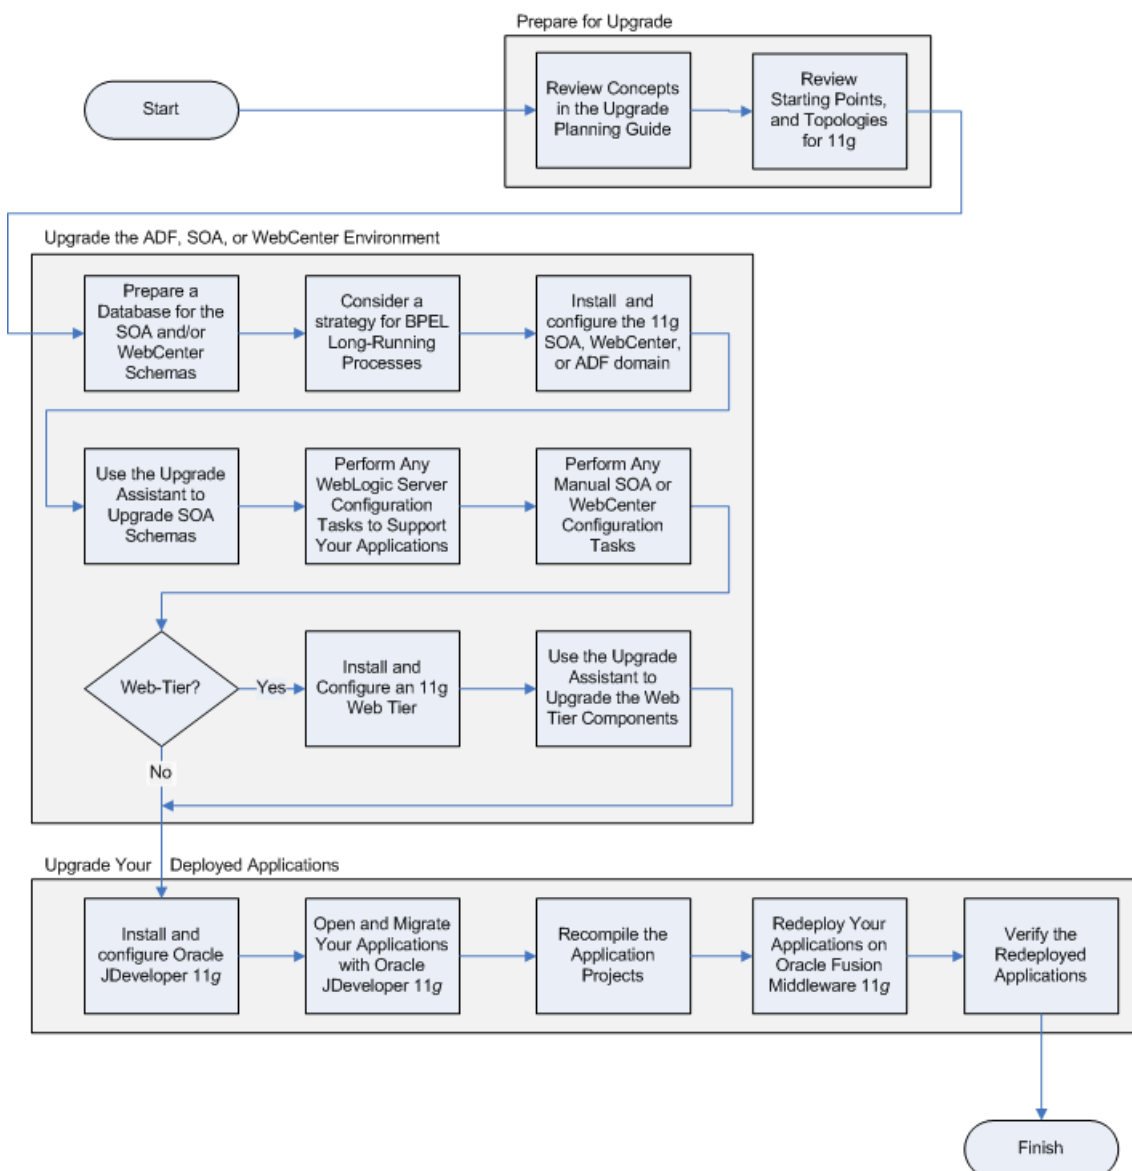 Prepare for Upgrade
Start
Review Concepts
in the Upgrade
Planning Guide
Review
Starting Points,
and Topologies
for 11g
Upgrade the ADF, SOA, or WebCenter Environment
Prepare a
Database for the
SOA and/or
WebCenter
Schemas
Consider a
strategy for BPEL
Long-Running
Processes
Install and
configure the 11g
SOA, WebCenter,
or ADF domain
Use the Upgrade
Assistant to
Upgrade SOA
Schemas
Perform Any
WebLogic Server
Configuration
Tasks to Support
Your Applications
Perform Any
Manual SOA or
WebCenter
Configuration
Tasks
Web-Tier?
Yes
Install and
Configure an 11g
Web Tier
Use the Upgrade
Assistant to
Upgrade the Web
Tier Components
No
Upgrade Your Deployed Applications
Install and
configure Oracle
JDeveloper 11g
Open and Migrate
Your Applications
with Oracle
JDeveloper 11g
Recompile the
Application
Projects
Redeploy Your
Applications on
Oracle Fusion
Middleware 11g
Verify the
Redeployed
Applications
Finish